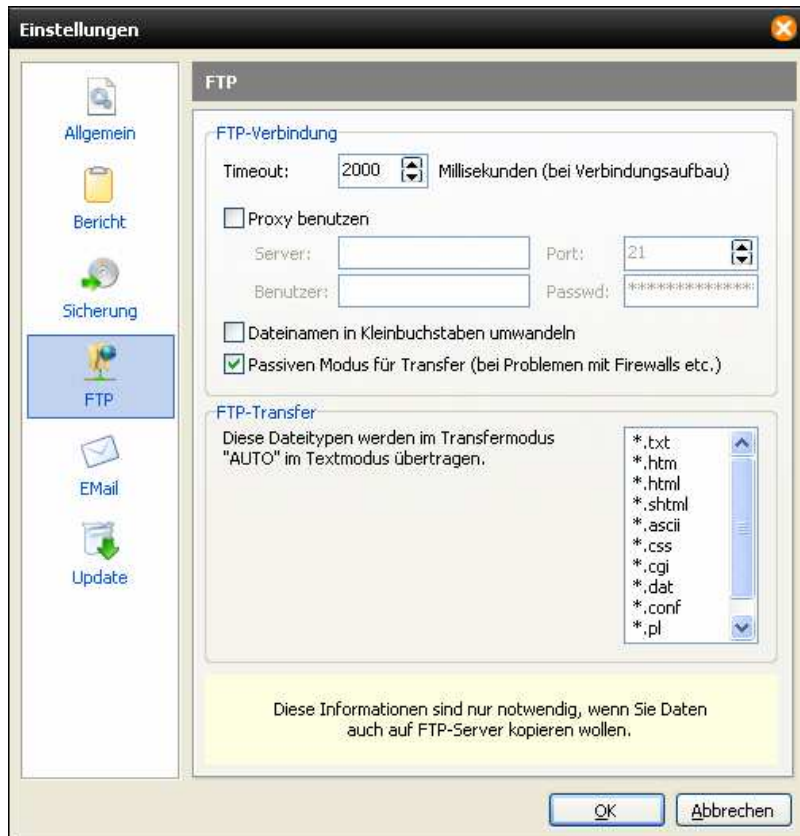 Einstellungen
Allgemein
Bericht
Sicherung
FTP
EMail
Update
FTP
FTP-Verbindung
Timeout: 2000 Millisekunden (bei Verbindungsaufbau)
Proxy benutzen
Server: Port: 21
Benutzer: Passwd: *************
Dateinamen in Kleinbuchstaben umwandeln
Passiven Modus für Transfer (bei Problemen mit Firewalls etc.)
FTP-Transfer
Diese Dateitypen werden im Transfermodus
"AUTO" im Textmodus übertragen.
*.txt
*.htm
*.html
*.shtml
*.ascii
*.css
*.cgi
*.dat
*.conf
*.pl
Diese Informationen sind nur notwendig, wenn Sie Daten
auch auf FTP-Server kopieren wollen.
OK Abbrechen